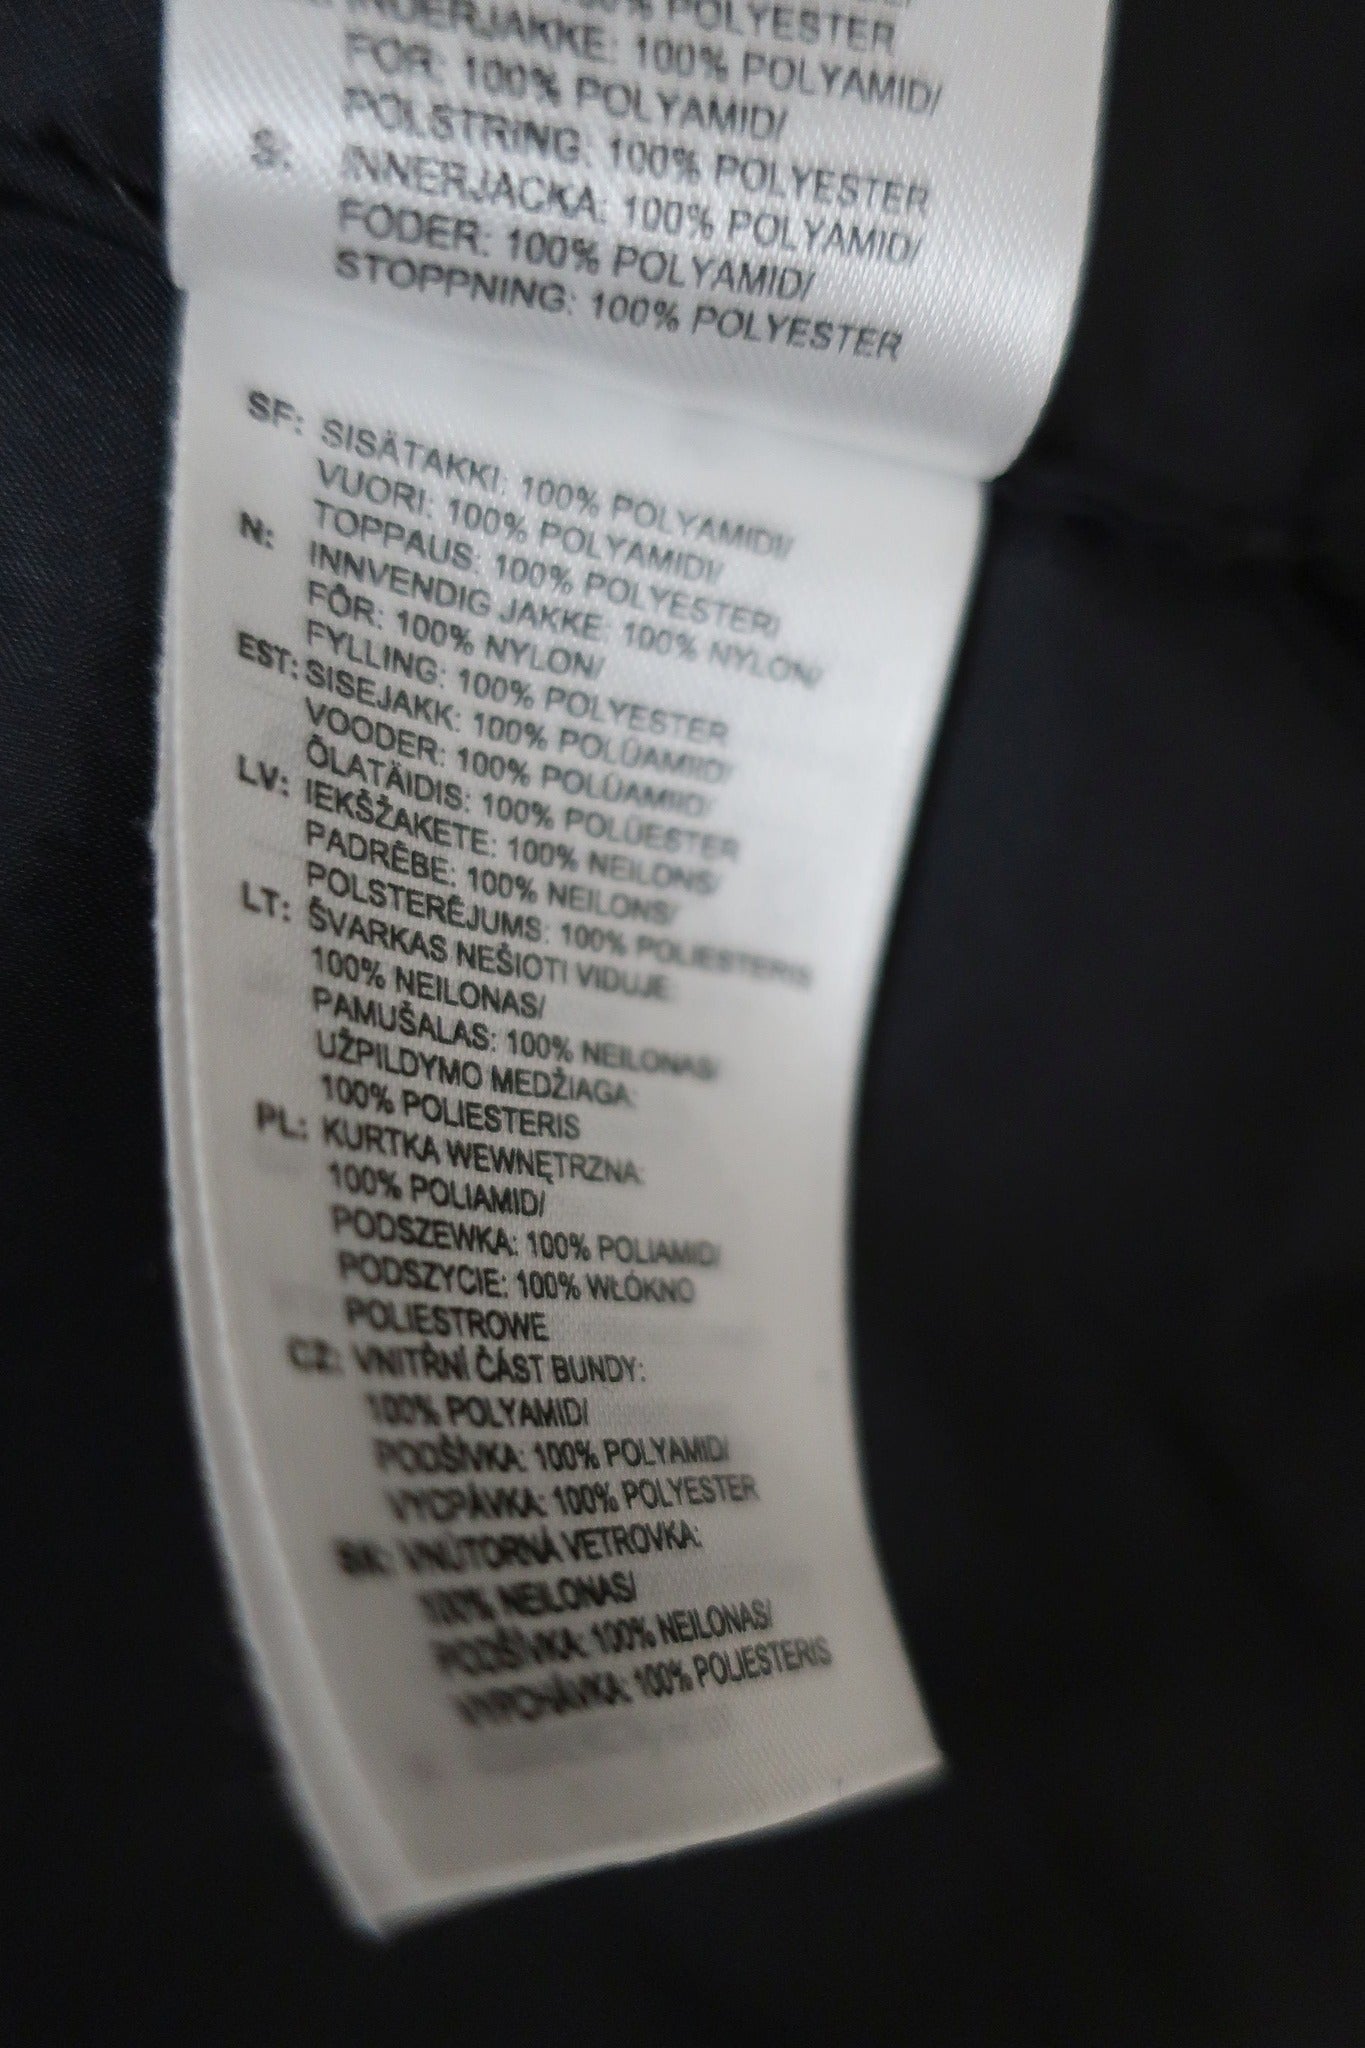 100% POLYESTER
INDERJAKKE: 100% POLYAMID/
FOR: 100% POLYAMID/
POLSTRING: 100% POLYESTER
S: INNERJACKA: 100% POLYAMID/
FODER: 100% POLYAMID/
STOPPNING: 100% POLYESTER
SF: SISÄTAKKI: 100% POLYAMIDI/
VUORI: 100% POLYAMIDI/
TOPPAUS: 100% POLYESTERI
N: INNVENDIG JAKKE: 100% NYLON/
FÔR: 100% NYLON/
FYLLING: 100% POLYESTER
EST: SISEJAKK: 100% POLÜAMIID/
VOODER: 100% POLÜAMIID/
ÕLATÄIDIS: 100% POLÜESTER
LV: IEKŠŽAKETE: 100% NEILONS/
PADRĒBE: 100% NEILONS/
POLSTERĒJUMS: 100% POLIESTERIS
LT: ŠVARKAS NEŠIOTI VIDUJE:
100% NEILONAS/
PAMUŠALAS: 100% NEILONAS/
UŽPILDYMO MEDŽIAGA:
100% POLIESTERIS
PL: KURTKA WEWNĘTRZNA:
100% POLIAMID/
PODSZEWKA: 100% POLIAMID/
PODSZYCIE: 100% WŁÓKNO
POLIESTROWE
CZ: VNITŘNÍ ČÁST BUNDY:
100% POLYAMID/
PODŠÍVKA: 100% POLYAMID/
VYCPÁVKA: 100% POLYESTER
SK: VNÚTORNÁ VETROVKA:
100% NEILONAS/
PODŠÍVKA: 100% NEILONAS/
VYPCHÁVKA: 100% POLIESTERIS